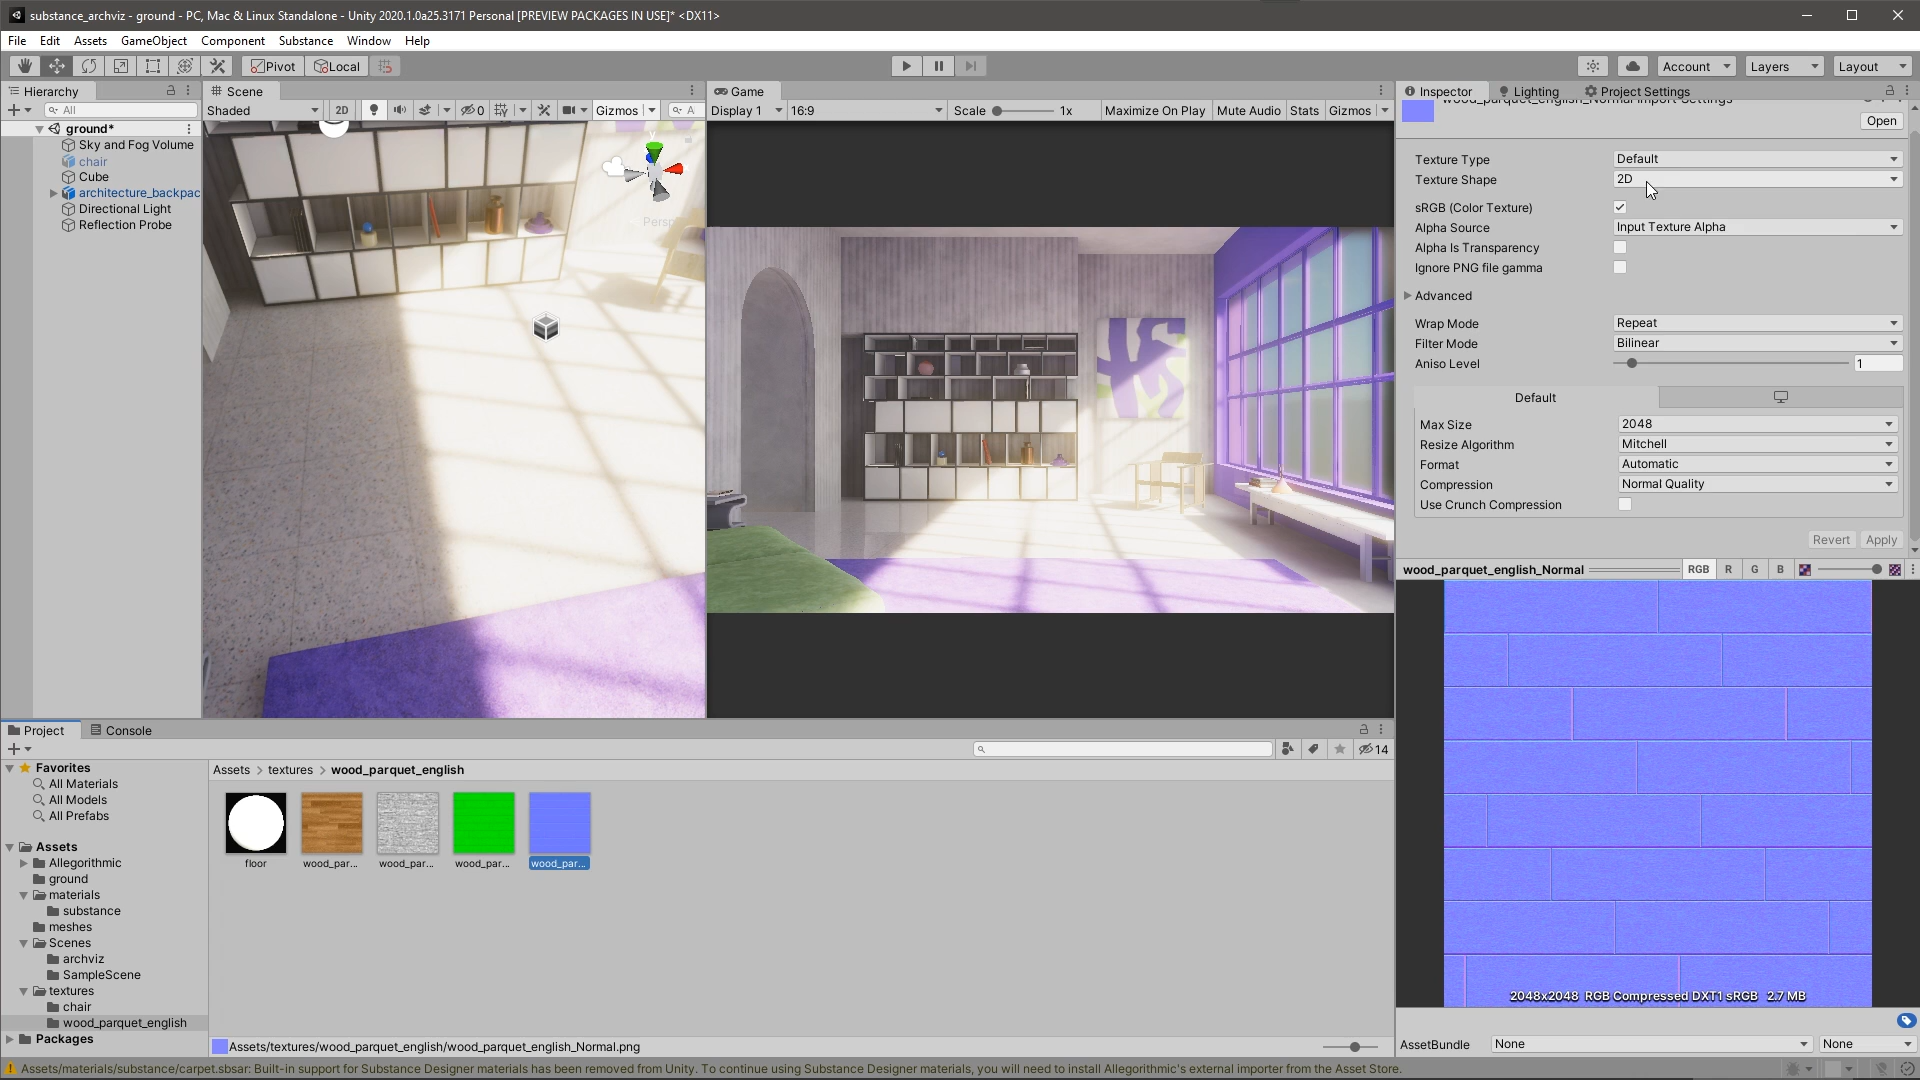 substance_archviz - ground - PC, Mac & Linux Standalone - Unity 2020.1.0a25.3171 Personal [PREVIEW PACKAGES IN USE]* <DX11>
File Edit Assets GameObject Component Substance Window Help
Pivot Local Account Layers Layout
Hierarchy
All
ground*
Sky and Fog Volume
chair
Cube
architecture_backpac
Directional Light
Reflection Probe
Scene
Shaded 2D 0 Gizmos A
y
Persp
Game
Display 1 16:9 Scale 1x Maximize On Play Mute Audio Stats Gizmos
Inspector Lighting Project Settings
wood_parquet_english_Normal Import Settings
Open
Texture Type Default
Texture Shape 2D
sRGB (Color Texture)
Alpha Source Input Texture Alpha
Alpha Is Transparency
Ignore PNG file gamma
Advanced
Wrap Mode Repeat
Filter Mode Bilinear
Aniso Level 1
Default
Max Size 2048
Resize Algorithm Mitchell
Format Automatic
Compression Normal Quality
Use Crunch Compression
Revert Apply
wood_parquet_english_Normal RGB R G B
2048x2048 RGB Compressed DXT1 sRGB 2.7 MB
AssetBundle None None
Project Console
14
Favorites
All Materials
All Models
All Prefabs
Assets
Allegorithmic
ground
materials
substance
meshes
Scenes
archviz
SampleScene
textures
chair
wood_parquet_english
Packages
Assets > textures > wood_parquet_english
floor wood_par... wood_par... wood_par... wood_par...
Assets/textures/wood_parquet_english/wood_parquet_english_Normal.png
Assets/materials/substance/carpet.sbsar: Built-in support for Substance Designer materials has been removed from Unity. To continue using Substance Designer materials, you will need to install Allegorithmic's external importer from the Asset Store.